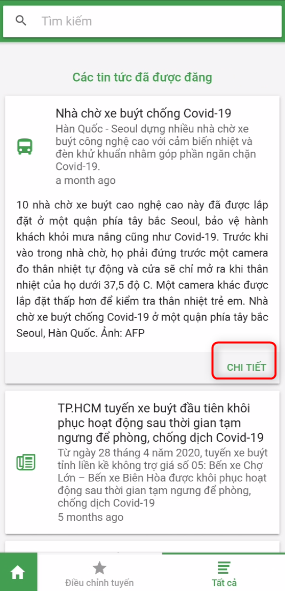 Tìm kiếm
Các tin tức đã được đăng
Nhà chờ xe buýt chống Covid-19
Hàn Quốc - Seoul dựng nhiều nhà chờ xe
buýt công nghệ cao với cảm biến nhiệt và
đèn khử khuẩn nhằm góp phần ngăn chặn
Covid-19.
a month ago
10 nhà chờ xe buýt cao nghệ cao này đã được lắp
đặt ở một quận phía tây bắc Seoul, bảo vệ hành
khách khỏi mưa nắng cũng như Covid-19. Trước khi
vào trong nhà chờ, họ phải đứng trước một camera
đo thân nhiệt tự động và cửa sẽ chỉ mở ra khi thân
nhiệt của họ dưới 37,5 độ C. Một camera khác được
lắp đặt thấp hơn để kiểm tra thân nhiệt trẻ em. Nhà
chờ xe buýt chống Covid-19 ở một quận phía tây bắc
Seoul, Hàn Quốc. Ảnh: AFP
CHI TIẾT
TP.HCM tuyến xe buýt đầu tiên khôi
phục hoạt động sau thời gian tạm
ngưng để phòng, chống dịch Covid-19
Từ ngày 28 tháng 4 năm 2020, tuyến xe buýt
tỉnh liền kề không trợ giá số 05: Bến xe Chợ
Lớn – Bến xe Biên Hòa được khôi phục hoạt
động sau thời gian tạm ngưng để phòng,
chống dịch Covid-19
5 months ago
Điều chỉnh tuyến
Tất cả